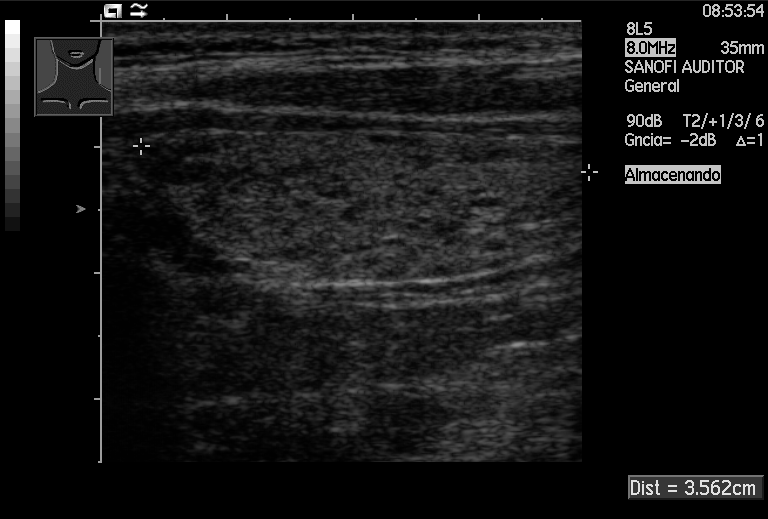 08:53:54
8L5
8.0MHz 35mm
SANOFI AUDITOR
General
90dB T2/+1/3/ 6
Gncia= -2dB Δ=1
Almacenando
Dist = 3.562cm